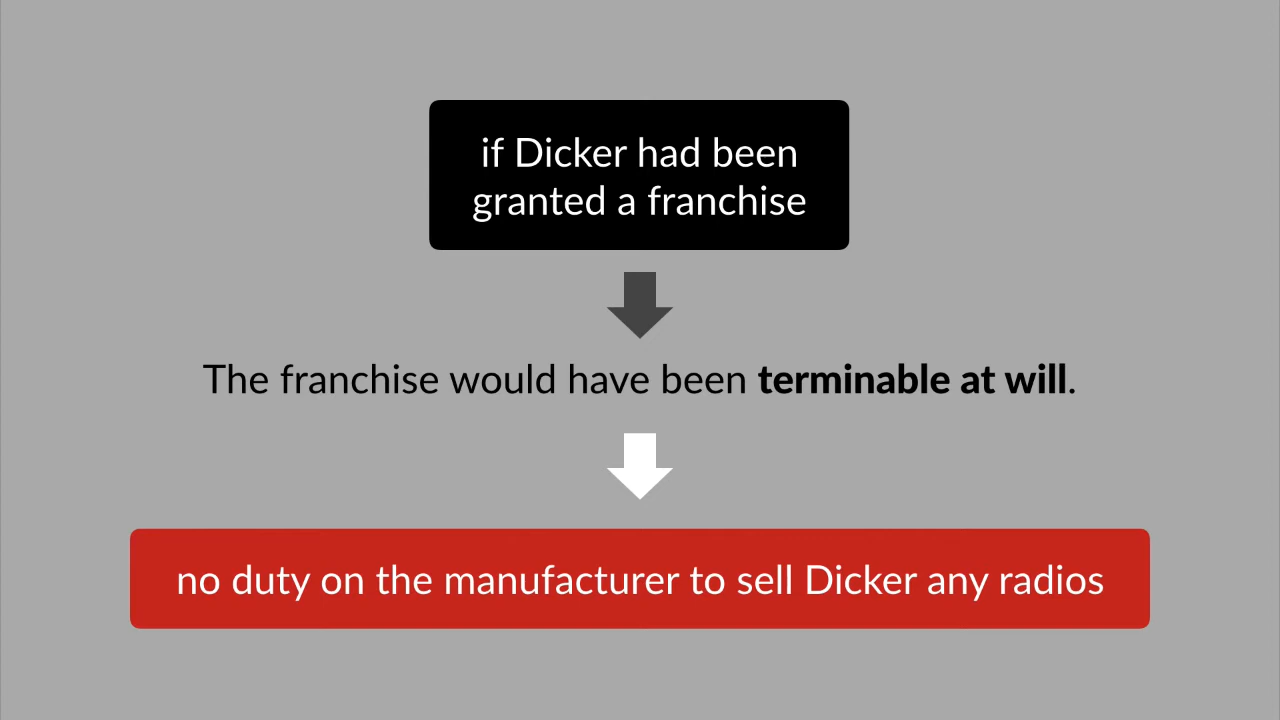 if Dicker had been
granted a franchise
The franchise would have been terminable at will.
no duty on the manufacturer to sell Dicker any radios